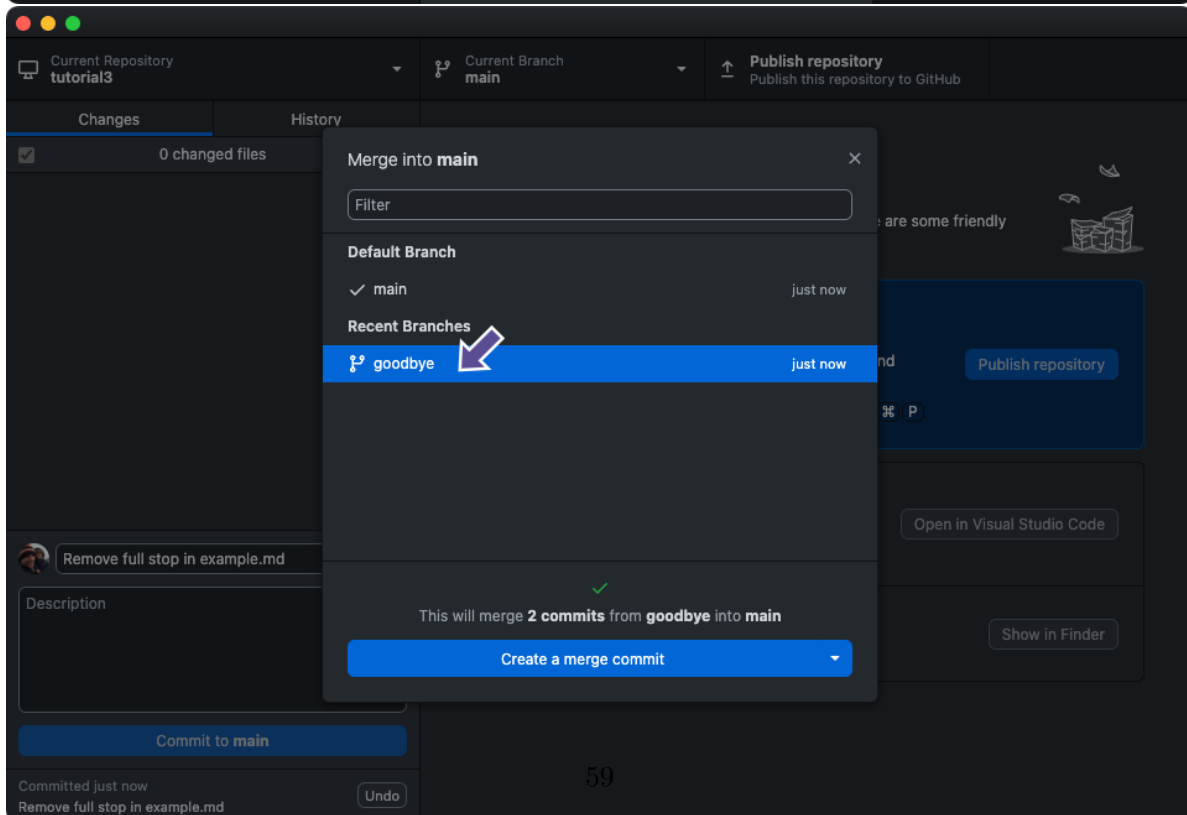 Current Repository
tutorial3
Current Branch
main
Publish repository
Publish this repository to GitHub
Changes
History
0 changed files
Merge into main
Filter
Default Branch
main
just now
Recent Branches
goodbye
just now
are some friendly
nd
Publish repository
⌘ P
Open in Visual Studio Code
Show in Finder
Remove full stop in example.md
Description
This will merge 2 commits from goodbye into main
Create a merge commit
Commit to main
59
Committed just now
Remove full stop in example.md
Undo